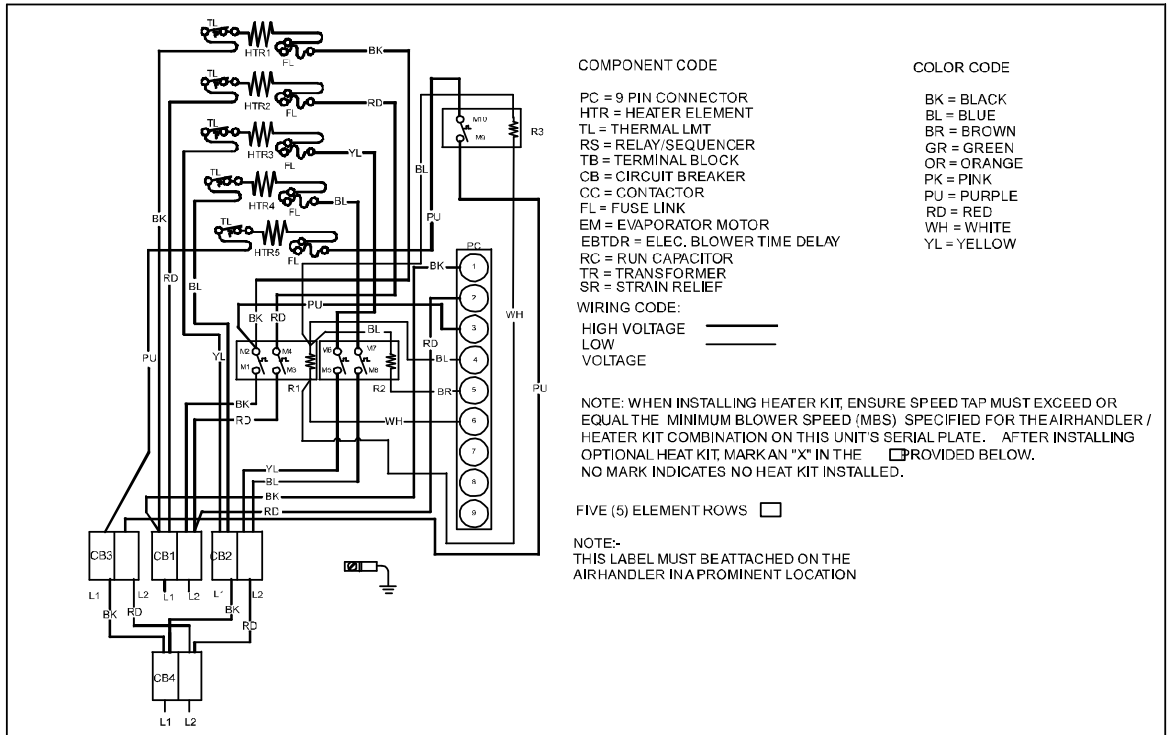 TL
HTR1
FL
BK
TL
HTR2
FL
RD
TL
HTR3
FL
YL
TL
HTR4
FL
BL
TL
HTR5
FL
M10
M9
R3
BL
PU
BK
RD
BL
PU
YL
BK
RD
PU
PC
BK
RD
BL
BR
WH
WH
PU
1
2
3
4
5
6
7
8
9
M2
M4
M1
M3
R1
M6
M7
M5
M8
R2
BL
BK
RD
YL
BL
BK
RD
CB3
CB1
CB2
L1
L2
L1
L2
L1
L2
BK
RD
BK
RD
CB4
L1
L2
COMPONENT CODE
PC = 9 PIN CONNECTOR
HTR = HEATER ELEMENT
TL = THERMAL LMT
RS = RELAY/SEQUENCER
TB = TERMINAL BLOCK
CB = CIRCUIT BREAKER
CC = CONTACTOR
FL = FUSE LINK
EM = EVAPORATOR MOTOR
EBTDR = ELEC. BLOWER TIME DELAY
RC = RUN CAPACITOR
TR = TRANSFORMER
SR = STRAIN RELIEF
WIRING CODE:
HIGH VOLTAGE
LOW
VOLTAGE
COLOR CODE
BK = BLACK
BL = BLUE
BR = BROWN
GR = GREEN
OR = ORANGE
PK = PINK
PU = PURPLE
RD = RED
WH = WHITE
YL = YELLOW
NOTE: WHEN INSTALLING HEATER KIT, ENSURE SPEED TAP MUST EXCEED OR
EQUAL THE MINIMUM BLOWER SPEED (MBS) SPECIFIED FOR THE AIRHANDLER /
HEATER KIT COMBINATION ON THIS UNIT'S SERIAL PLATE. AFTER INSTALLING
OPTIONAL HEAT KIT, MARK AN "X" IN THE PROVIDED BELOW.
NO MARK INDICATES NO HEAT KIT INSTALLED.
FIVE (5) ELEMENT ROWS
NOTE:-
THIS LABEL MUST BE ATTACHED ON THE
AIRHANDLER IN A PROMINENT LOCATION